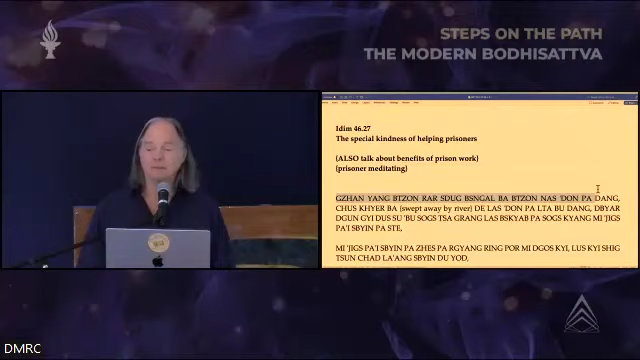 STEPS ON THE PATH
THE MODERN BODHISATTVA
Idim 46.27
The special kindness of helping prisoners
(ALSO talk about benefits of prison work)
(prisoner meditating)
GZHAN YANG BTZON RAR SDUG BSNGAL BA BTZON NAS 'DON PA DANG,
CHUS KHYER BA (swept away by river) DE LAS 'DON PA LTA BU DANG, DBYAR
DGUN GYI DUS SU 'BU SOGS TSA GRANG LAS BSKYAB PA SOGS KYANG MI 'JIGS
PA'I SBYIN PA STE,
MI 'JIGS PA'I SBYIN PA ZHES PA RGYANG RING POR MI DGOS KYI, LUS KYI SHIG
TSUN CHAD LA'ANG SBYIN DU YOD,
DMRC